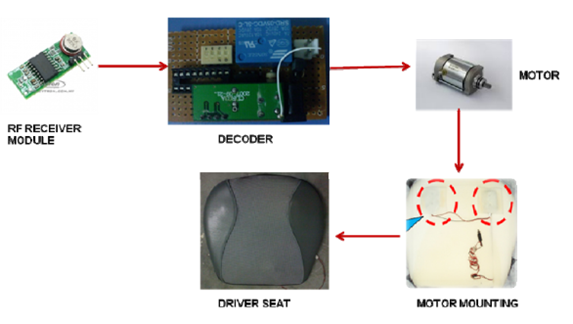 RF RECEIVER
MODULE
DECODER
MOTOR
DRIVER SEAT
MOTOR MOUNTING